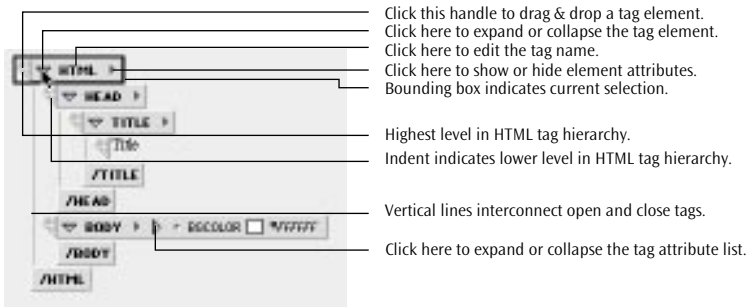 Click this handle to drag & drop a tag element.
Click here to expand or collapse the tag element.
Click here to edit the tag name.
Click here to show or hide element attributes.
Bounding box indicates current selection.
Highest level in HTML tag hierarchy.
Indent indicates lower level in HTML tag hierarchy.
Vertical lines interconnect open and close tags.
Click here to expand or collapse the tag attribute list.
HTML
HEAD
TITLE
Title
/TITLE
/HEAD
BODY BGCOLOR
/BODY
/HTML